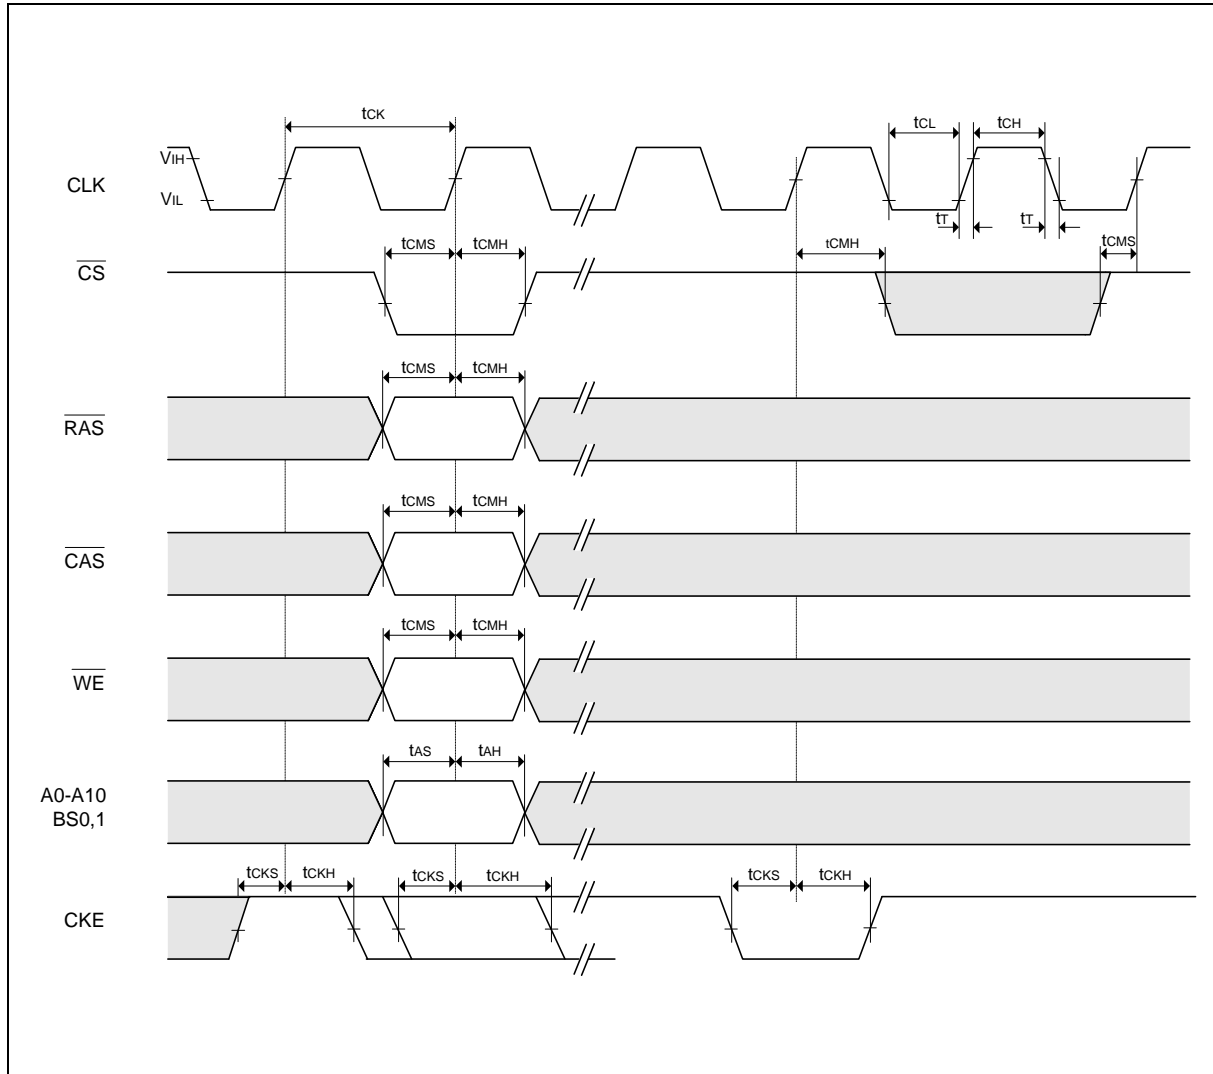 tCK
tCL
tCH
VIH
CLK
VIL
tT
tT
tCMS
tCMH
tCMH
tCMS
CS
tCMS
tCMH
RAS
tCMS
tCMH
CAS
tCMS
tCMH
WE
tAS
tAH
A0-A10
BS0,1
tCKS
tCKH
tCKS
tCKH
tCKS
tCKH
CKE